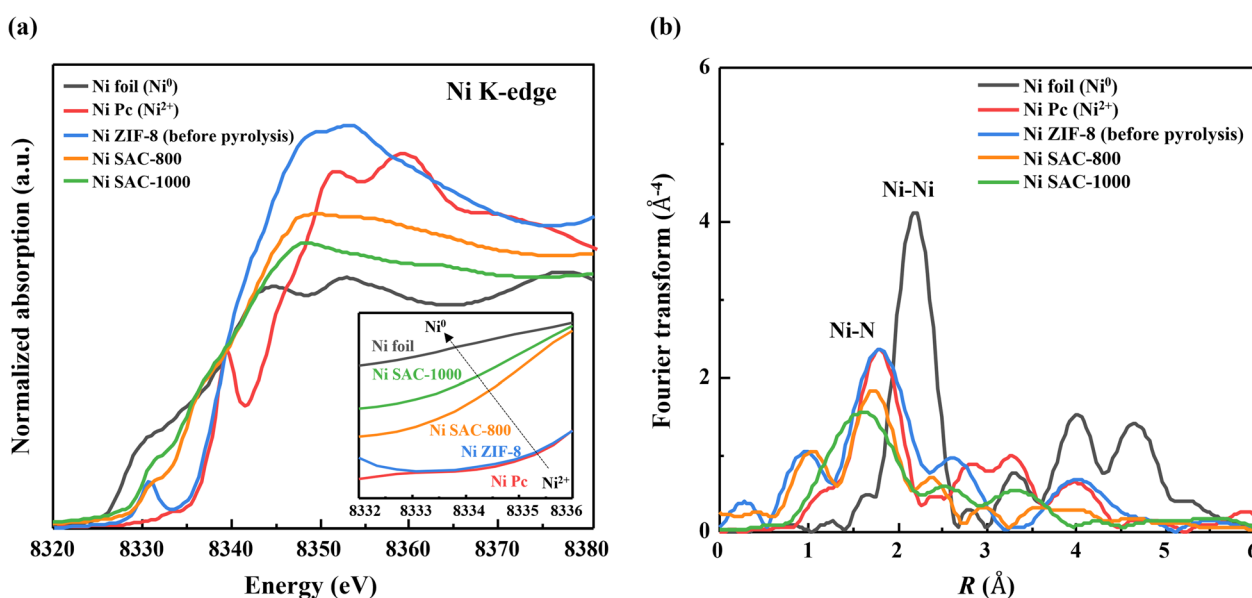 (a)
Normalized absorption (a.u.)
Ni foil (Ni⁰)
Ni Pc (Ni²⁺)
Ni ZIF-8 (before pyrolysis)
Ni SAC-800
Ni SAC-1000
Ni K-edge
Ni⁰
Ni foil
Ni SAC-1000
Ni SAC-800
Ni ZIF-8
Ni Pc
Ni²⁺
8332 8333 8334 8335 8336
8320 8330 8340 8350 8360 8370 8380
Energy (eV)
(b)
Fourier transform (Å⁻⁴)
6
4
2
0
Ni foil (Ni⁰)
Ni Pc (Ni²⁺)
Ni ZIF-8 (before pyrolysis)
Ni SAC-800
Ni SAC-1000
Ni–Ni
Ni–N
0 1 2 3 4 5 6
R (Å)